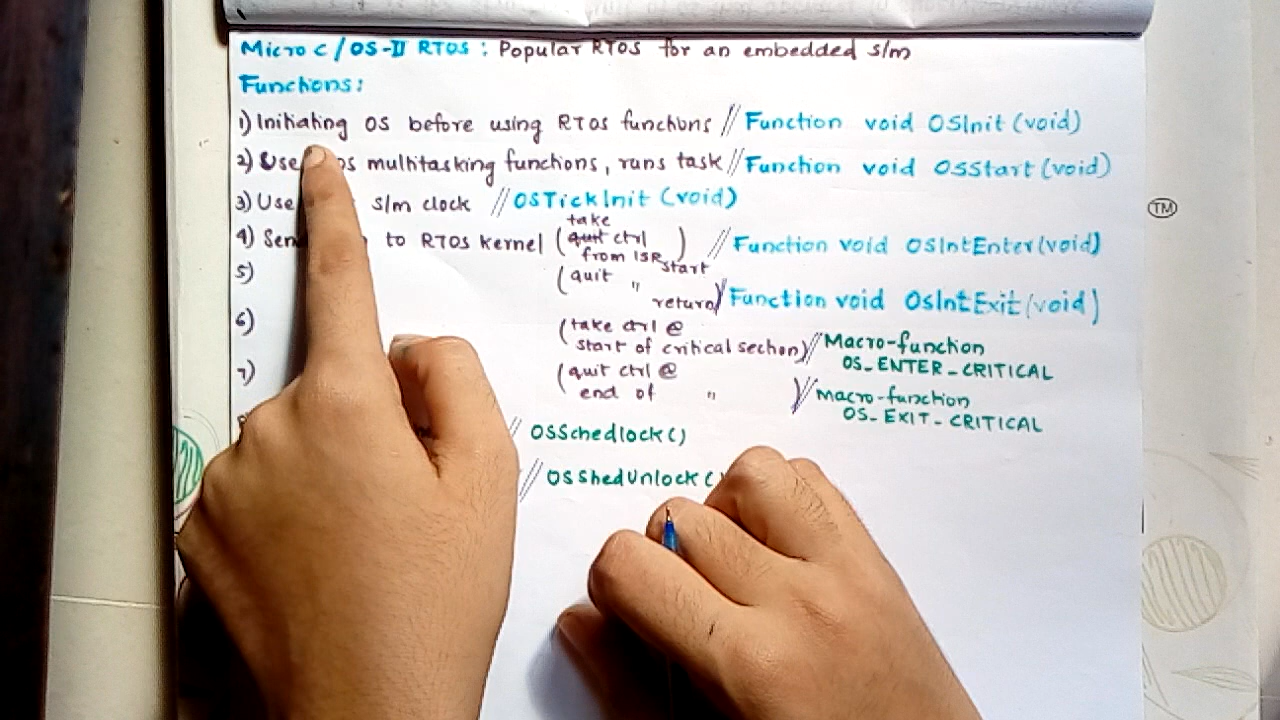 Micro C/OS-II RTOS : Popular RTOS for an embedded s/m
Functions:
1) Initiating OS before using RTOS functions // Function void OSInit (void)
2) Use os multitasking functions, runs task // Function void OSStart (void)
3) Use s/m clock // OSTickInit (void)
4) to RTOS kernel (take quit ctrl from ISR start) // Function void OSIntEnter(void)
5) (quit " return) // Function void OsIntExit (void)
6) (take ctrl @ start of critical section) // Macro-function OS_ENTER_CRITICAL
7) (quit ctrl @ end of " ) // Macro-function OS_EXIT_CRITICAL
// OSSchedlock ()
// OSShedUnlock (
TM